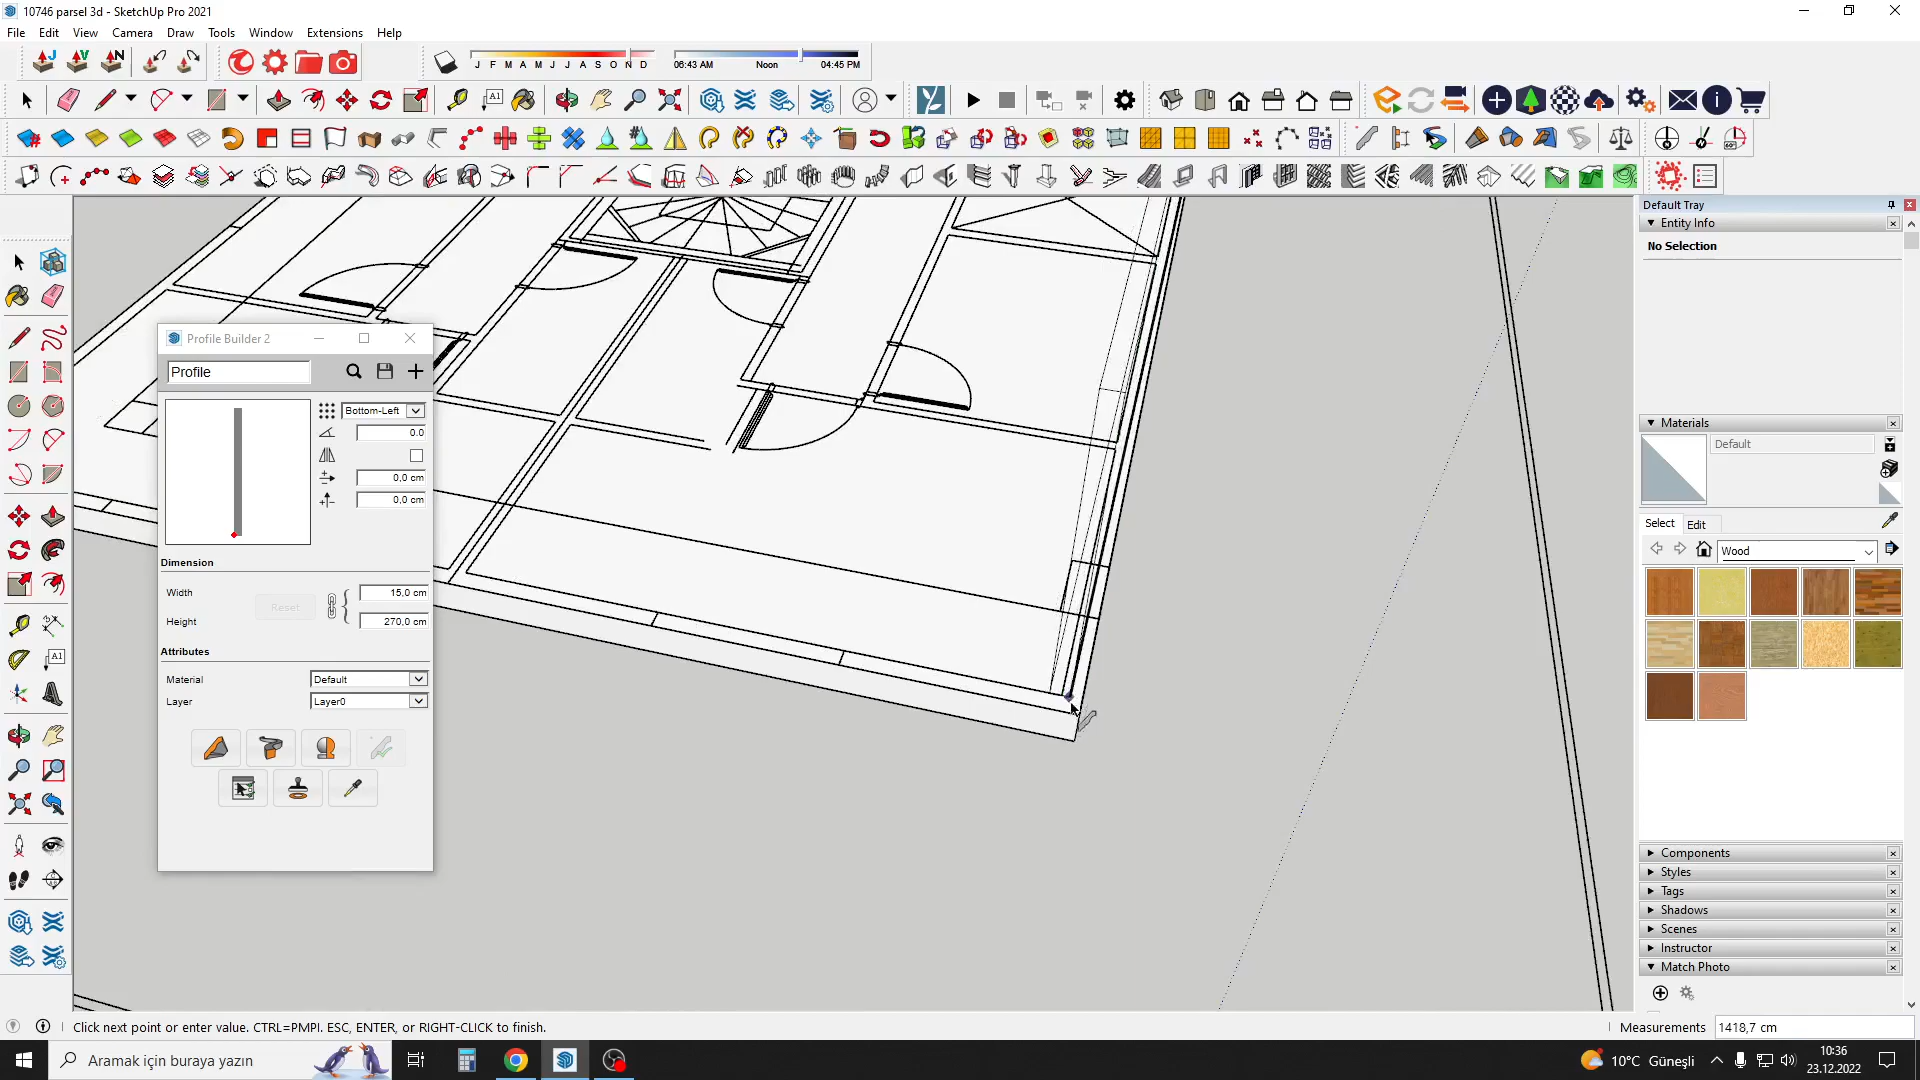 10746 parsel 3d - SketchUp Pro 2021
File Edit View Camera Draw Tools Window Extensions Help
J V N
J F M A M J J A S O N D
06:43 AM Noon 04:45 PM
A1
Default Tray
Entity Info
No Selection
Profile Builder 2
Profile
Bottom-Left
0.0
0,0 cm
0,0 cm
Dimension
Width 15,0 cm
Reset
Height 270,0 cm
Attributes
Material Default
Layer Layer0
A1
Materials
Default
Select Edit
Wood
Components
Styles
Tags
Shadows
Scenes
Instructor
Match Photo
Click next point or enter value. CTRL=PMPI. ESC, ENTER, or RIGHT-CLICK to finish.
Measurements 1418,7 cm
Aramak için buraya yazın
10°C Güneşli
10:36
23.12.2022